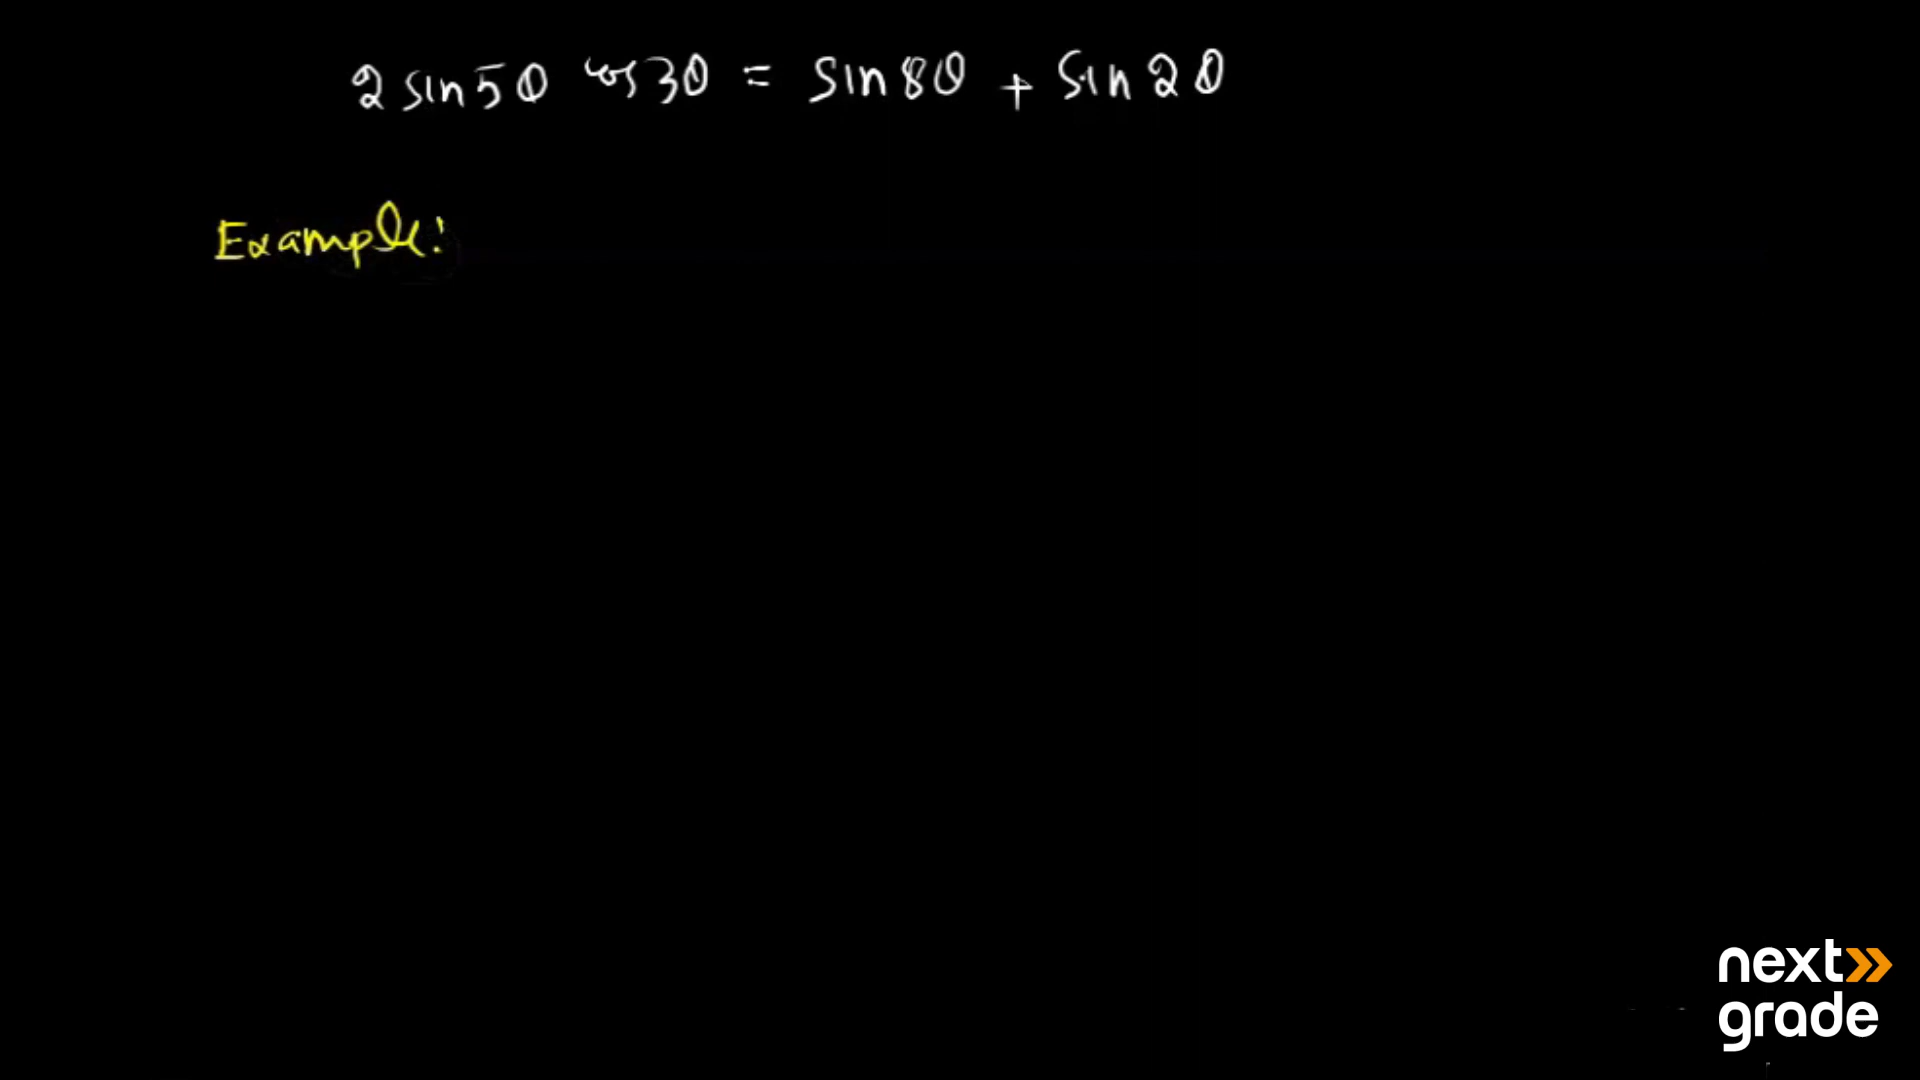 2 sin5θ cos3θ = sin8θ + sin2θ
Example:
next
grade